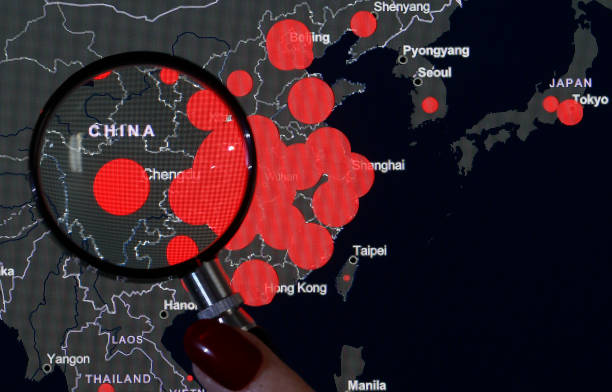 Shenyang
Beijing
Pyongyang
Seoul
JAPAN
Tokyo
CHINA
Chengdu
Wuhan
Shanghai
Taipei
Hong Kong
Hanoi
LAOS
Yangon
THAILAND
Manila